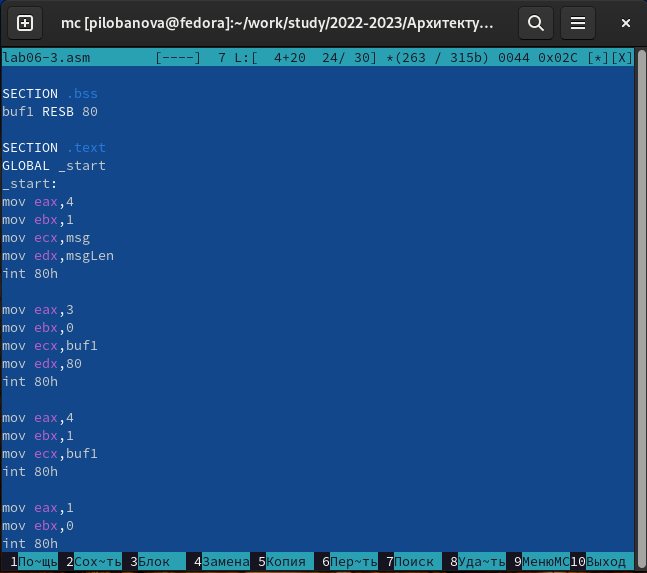 mc [pilobanova@fedora]:~/work/study/2022-2023/Архитекту...
lab06-3.asm [----] 7 L:[ 4+20 24/ 30] *(263 / 315b) 0044 0x02C [*][X]
SECTION .bss
buf1 RESB 80
SECTION .text
GLOBAL _start
_start:
mov eax,4
mov ebx,1
mov ecx,msg
mov edx,msgLen
int 80h
mov eax,3
mov ebx,0
mov ecx,buf1
mov edx,80
int 80h
mov eax,4
mov ebx,1
mov ecx,buf1
int 80h
mov eax,1
mov ebx,0
int 80h
1По~щь 2Сох~ть 3Блок 4Замена 5Копия 6Пер~ть 7Поиск 8Уда~ть 9МенюMC10Выход